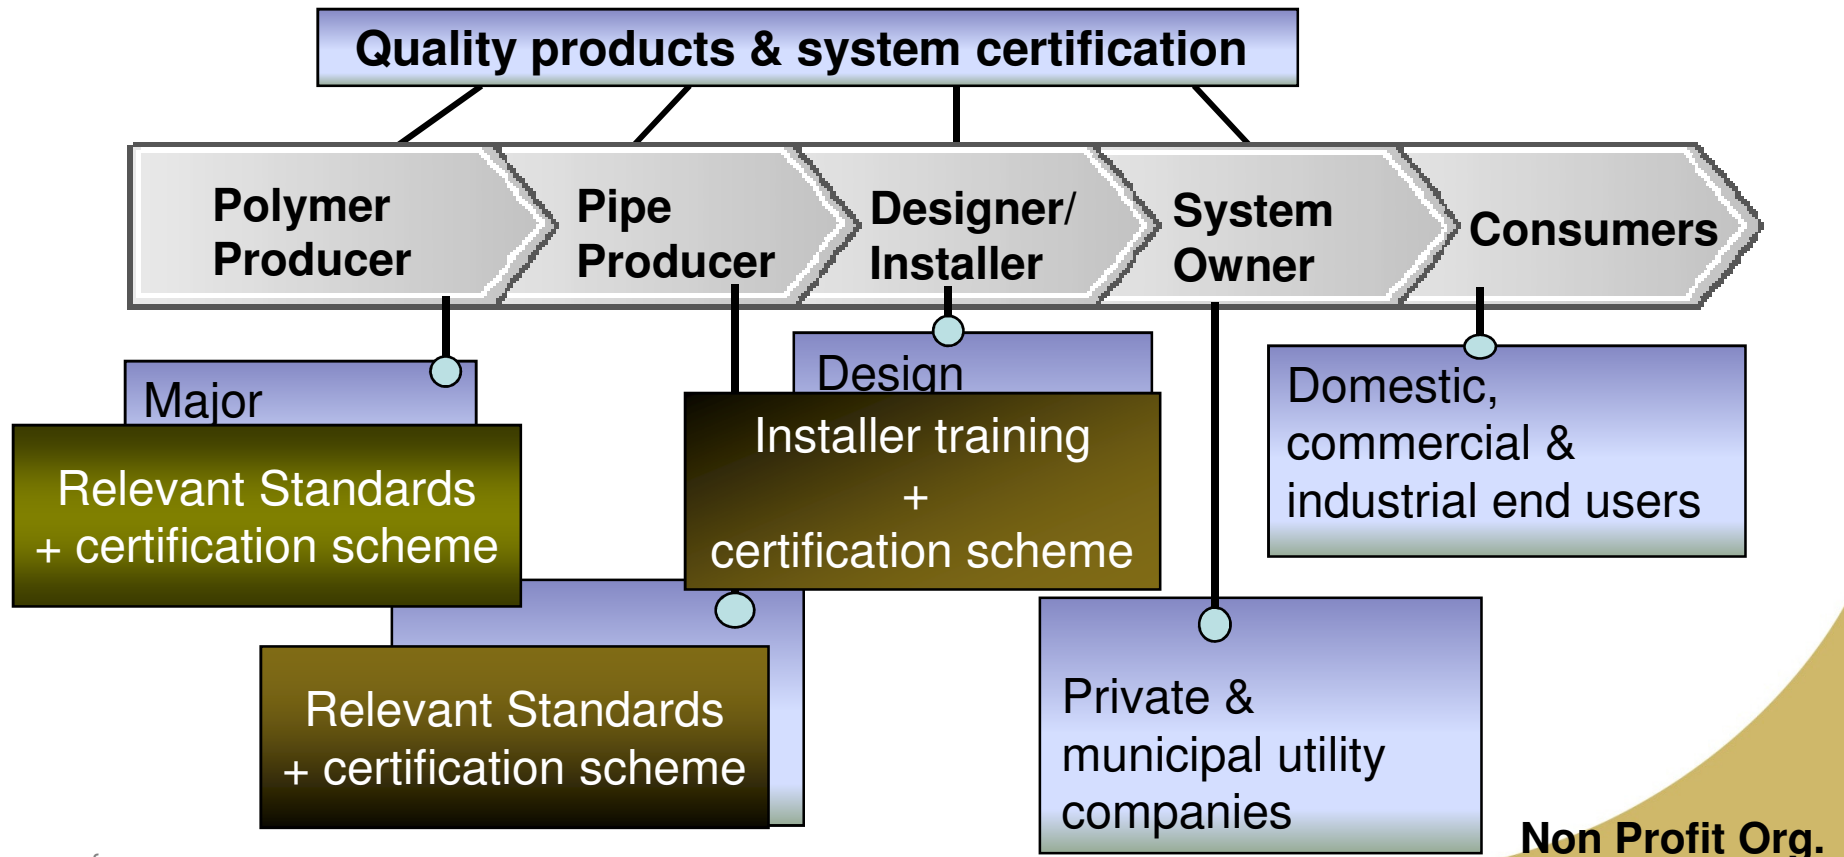 Quality products & system certification
Polymer
Producer
Pipe
Producer
Designer/
Installer
System
Owner
Consumers
Major
Relevant Standards
+ certification scheme
Relevant Standards
+ certification scheme
Design
Installer training
+
certification scheme
Private &
municipal utility
companies
Domestic,
commercial &
industrial end users
Non Profit Org.